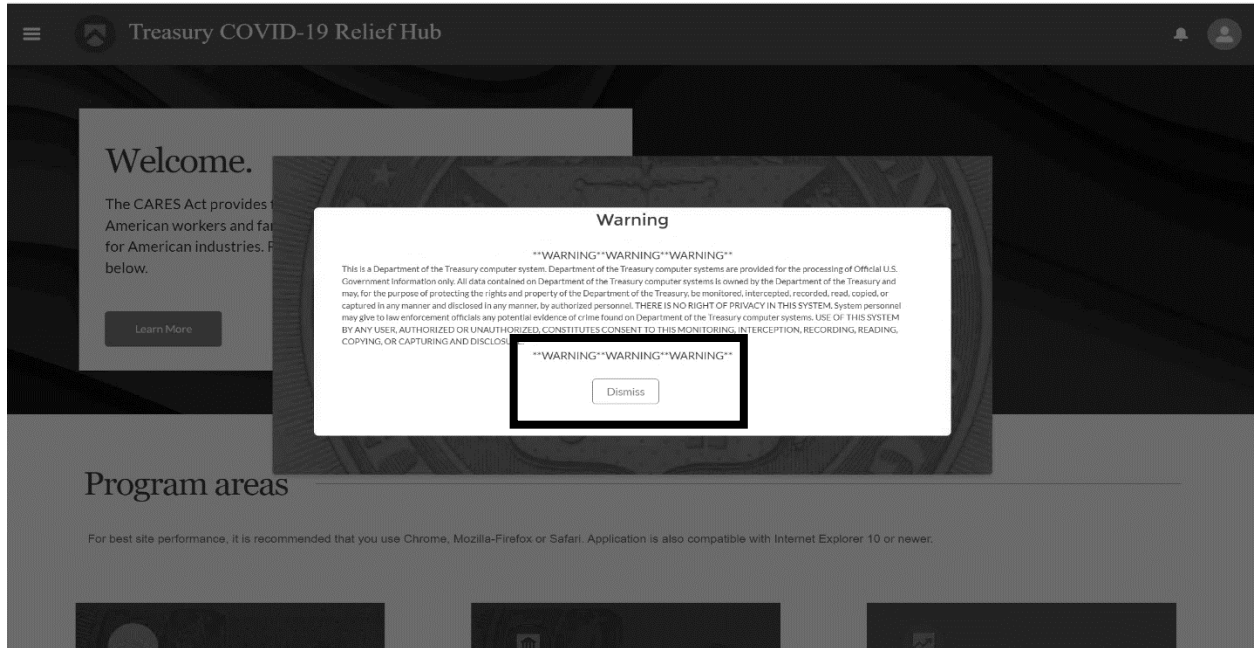 Treasury COVID-19 Relief Hub
Welcome.
The CARES Act provides
American workers and
for American industries.
below.
Learn More
Warning
**WARNING**WARNING**WARNING**
This is a Department of the Treasury computer system. Department of the Treasury computer systems are provided for the processing of Official U.S.
Government information only. All data contained on Department of the Treasury computer systems is owned by the Department of the Treasury and
may, for the purpose of protecting the rights and property of the Department of the Treasury, be monitored, intercepted, recorded, read, copied, or
captured in any manner and disclosed in any manner, by authorized personnel. THERE IS NO RIGHT OF PRIVACY IN THIS SYSTEM. System personnel
may give to law enforcement officials any potential evidence of crime found on Department of the Treasury computer systems. USE OF THIS SYSTEM
BY ANY USER, AUTHORIZED OR UNAUTHORIZED, CONSTITUTES CONSENT TO THIS MONITORING, INTERCEPTION, RECORDING, READING,
COPYING, OR CAPTURING AND
**WARNING**WARNING**WARNING**
Dismiss
Program areas
For best site performance, it is recommended that you use Chrome, Mozilla-Firefox or Safari. Application is also compatible with Internet Explorer 10 or newer.